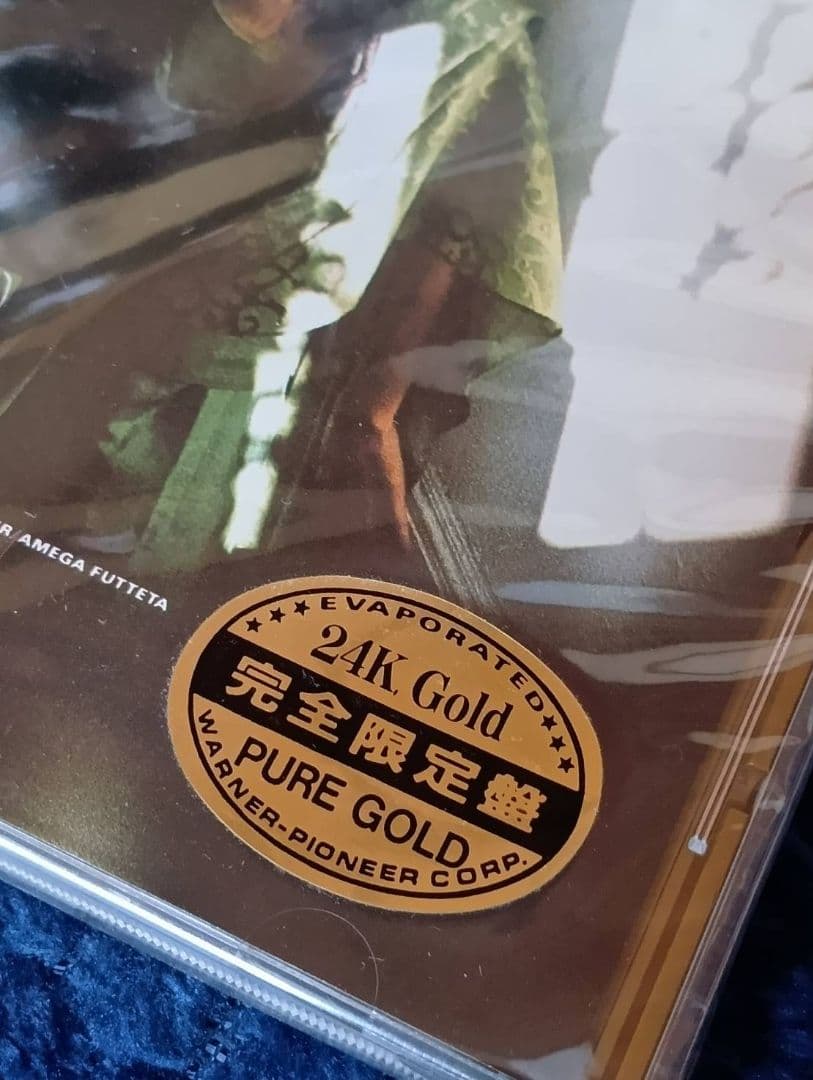 AMEGA FUTTETA
★★★EVAPORATED★★★
24K Gold
完全限定盤
PURE GOLD
WARNER-PIONEER CORP.